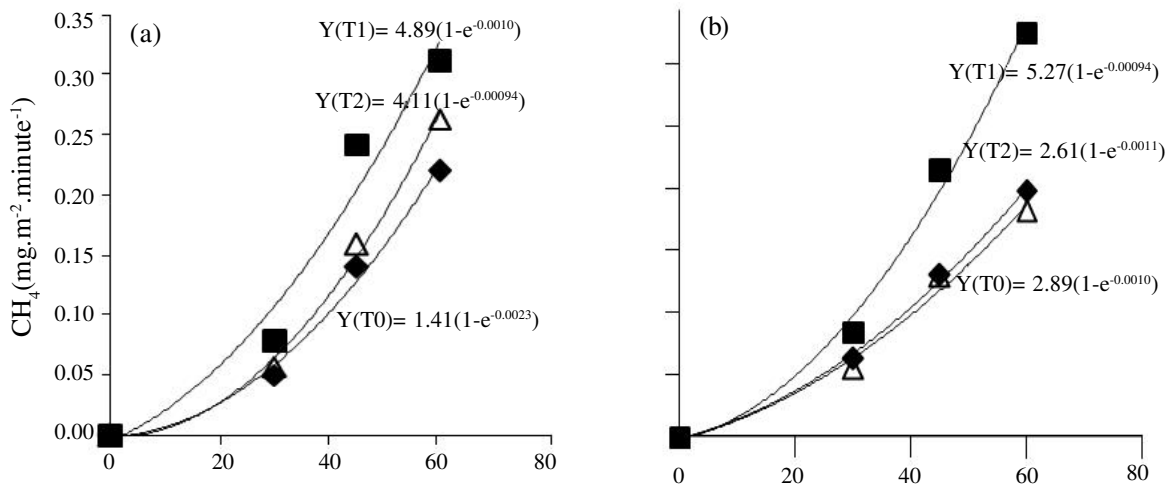 (a)
0.35
0.30
0.25
0.20
0.15
0.10
0.05
0.00
CH₄(mg.m⁻².minute⁻¹)
Y(T1)= 4.89(1-e⁻⁰·⁰⁰¹⁰)
Y(T2)= 4.11(1-e⁻⁰·⁰⁰⁰⁹⁴)
Y(T0)= 1.41(1-e⁻⁰·⁰⁰²³)
0 20 40 60 80
(b)
Y(T1)= 5.27(1-e⁻⁰·⁰⁰⁰⁹⁴)
Y(T2)= 2.61(1-e⁻⁰·⁰⁰¹¹)
Y(T0)= 2.89(1-e⁻⁰·⁰⁰¹⁰)
0 20 40 60 80